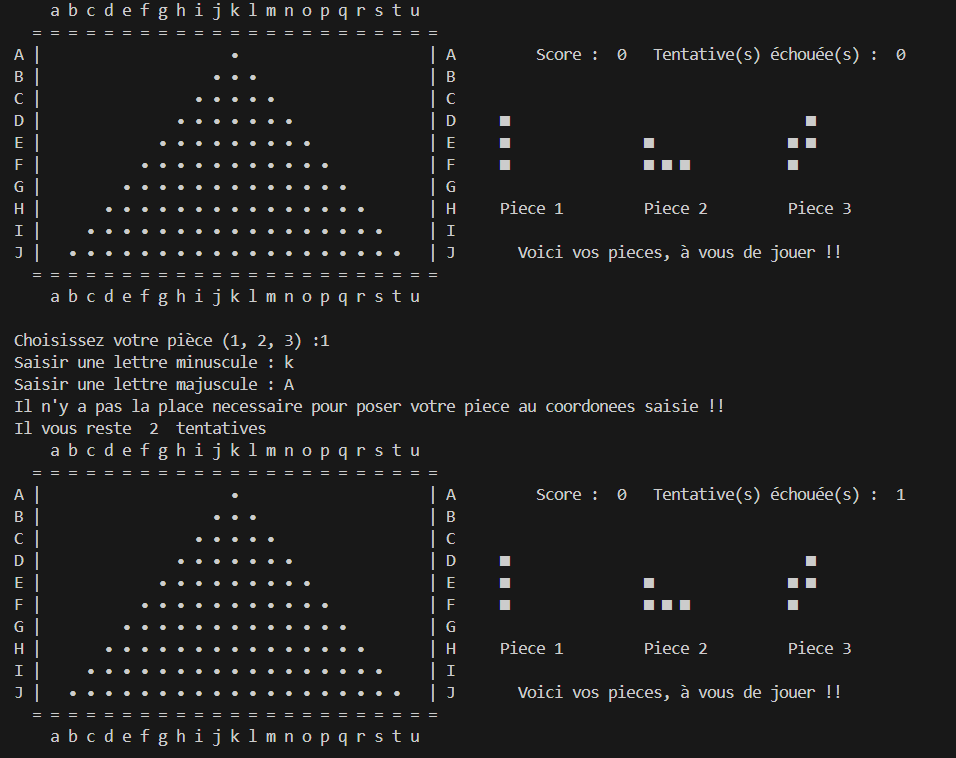 a b c d e f g h i j k l m n o p q r s t u
= = = = = = = = = = = = = = = = = = = = = = =
A | • | A Score : 0 Tentative(s) échouée(s) : 0
B | • • • | B
C | • • • • • | C
D | • • • • • • • | D ■ ■
E | • • • • • • • • • | E ■ ■ ■ ■
F | • • • • • • • • • • • | F ■ ■ ■ ■ ■
G | • • • • • • • • • • • • • | G
H | • • • • • • • • • • • • • • • | H Piece 1 Piece 2 Piece 3
I | • • • • • • • • • • • • • • • • • | I
J | • • • • • • • • • • • • • • • • • • • | J Voici vos pieces, à vous de jouer !!
= = = = = = = = = = = = = = = = = = = = = = =
a b c d e f g h i j k l m n o p q r s t u
Choisissez votre pièce (1, 2, 3) :1
Saisir une lettre minuscule : k
Saisir une lettre majuscule : A
Il n'y a pas la place necessaire pour poser votre piece au coordonees saisie !!
Il vous reste 2 tentatives
a b c d e f g h i j k l m n o p q r s t u
= = = = = = = = = = = = = = = = = = = = = = =
A | • | A Score : 0 Tentative(s) échouée(s) : 1
B | • • • | B
C | • • • • • | C
D | • • • • • • • | D ■ ■
E | • • • • • • • • • | E ■ ■ ■ ■
F | • • • • • • • • • • • | F ■ ■ ■ ■ ■
G | • • • • • • • • • • • • • | G
H | • • • • • • • • • • • • • • • | H Piece 1 Piece 2 Piece 3
I | • • • • • • • • • • • • • • • • • | I
J | • • • • • • • • • • • • • • • • • • • | J Voici vos pieces, à vous de jouer !!
= = = = = = = = = = = = = = = = = = = = = = =
a b c d e f g h i j k l m n o p q r s t u